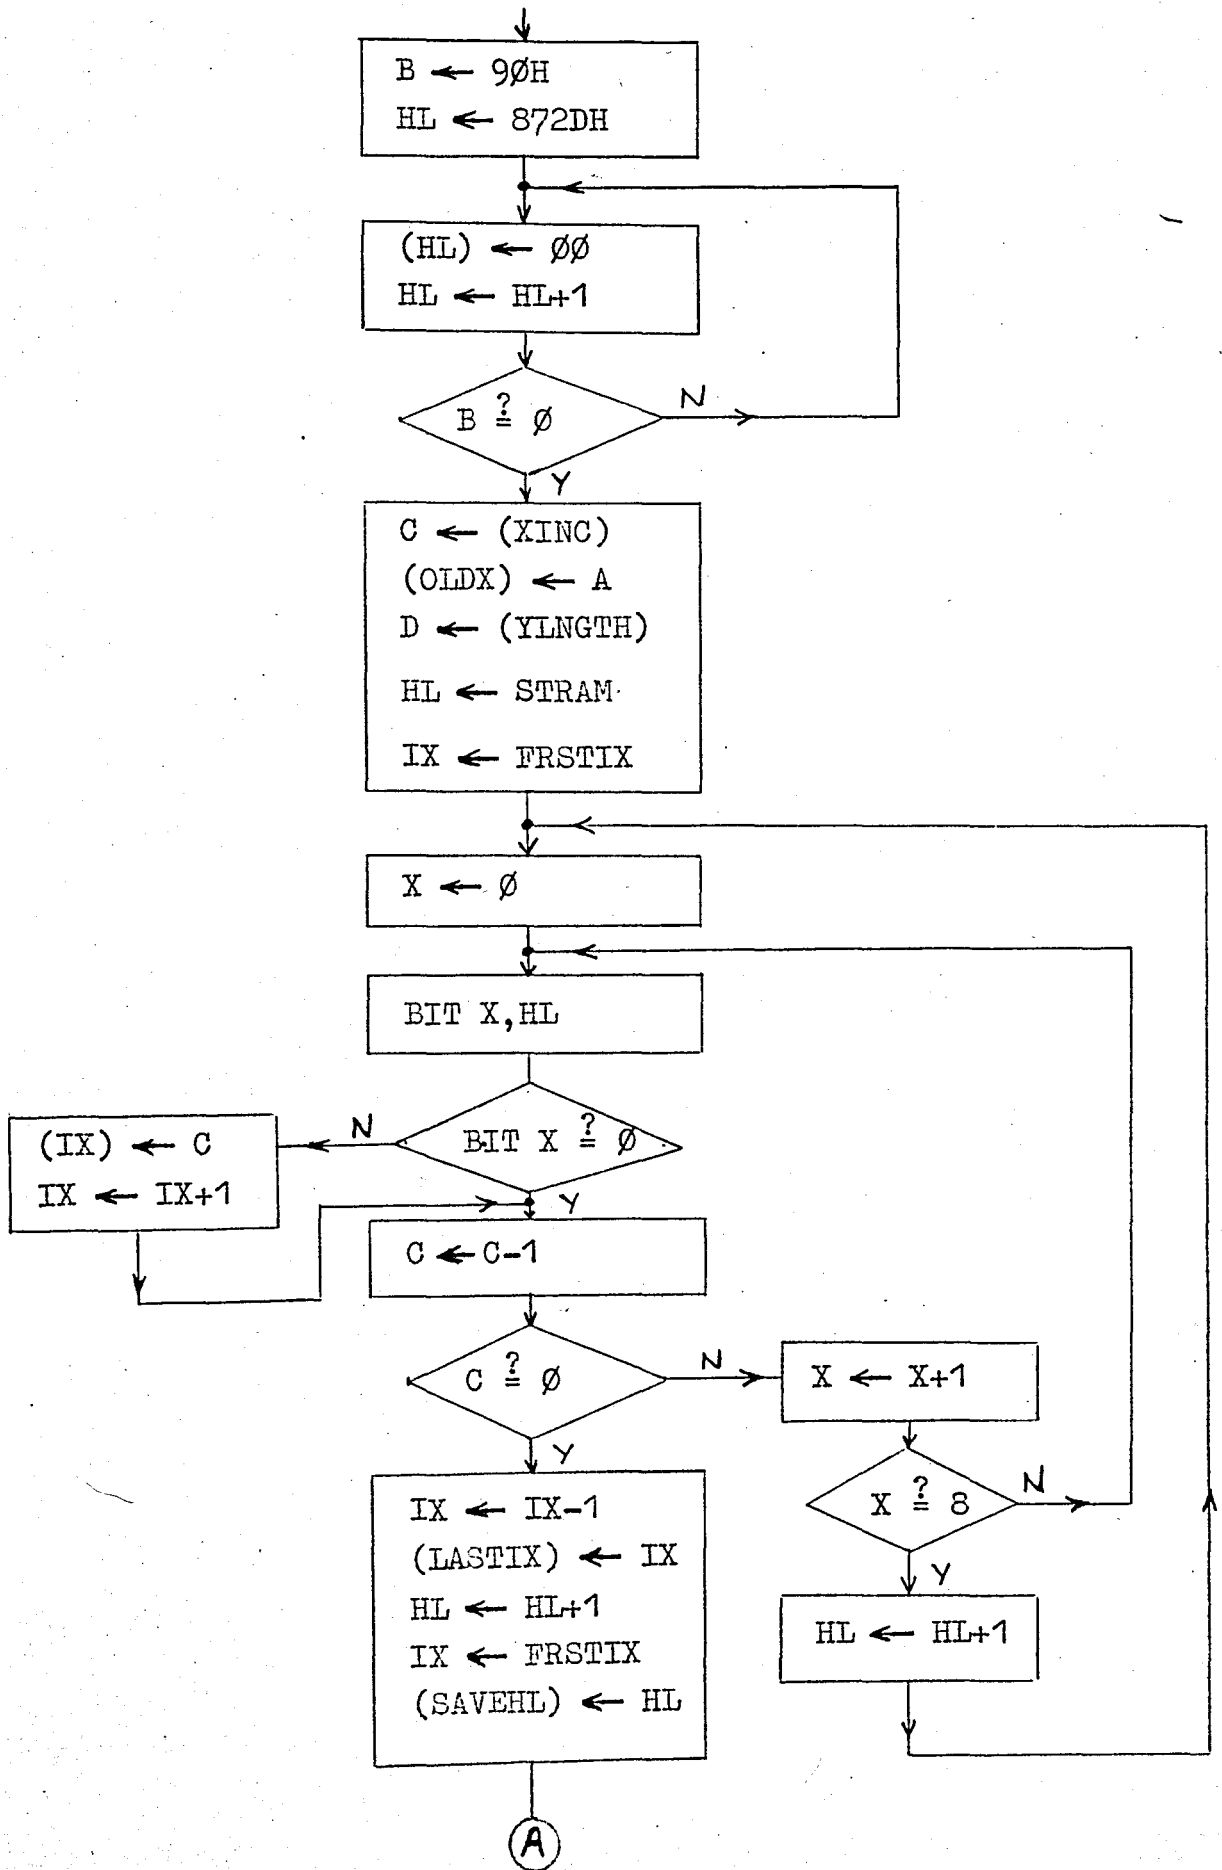 B ← 9ØH
HL ← 872DH
(HL) ← ØØ
HL ← HL+1
B ≟ Ø
N
Y
C ← (XINC)
(OLDX) ← A
D ← (YLNGTH)
HL ← STRAM
IX ← FRSTIX
X ← Ø
BIT X,HL
BIT X ≟ Ø
N
Y
(IX) ← C
IX ← IX+1
C ← C-1
C ≟ Ø
N
Y
X ← X+1
X ≟ 8
N
Y
HL ← HL+1
IX ← IX-1
(LASTIX) ← IX
HL ← HL+1
IX ← FRSTIX
(SAVEHL) ← HL
A